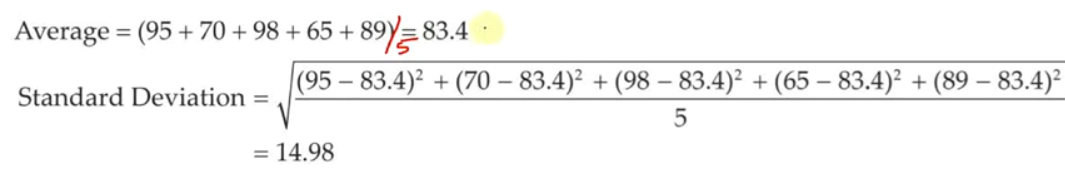 Average = (95 + 70 + 98 + 65 + 89)/5 = 83.4
Standard Deviation = √((95 – 83.4)² + (70 – 83.4)² + (98 – 83.4)² + (65 – 83.4)² + (89 – 83.4)² / 5)
= 14.98